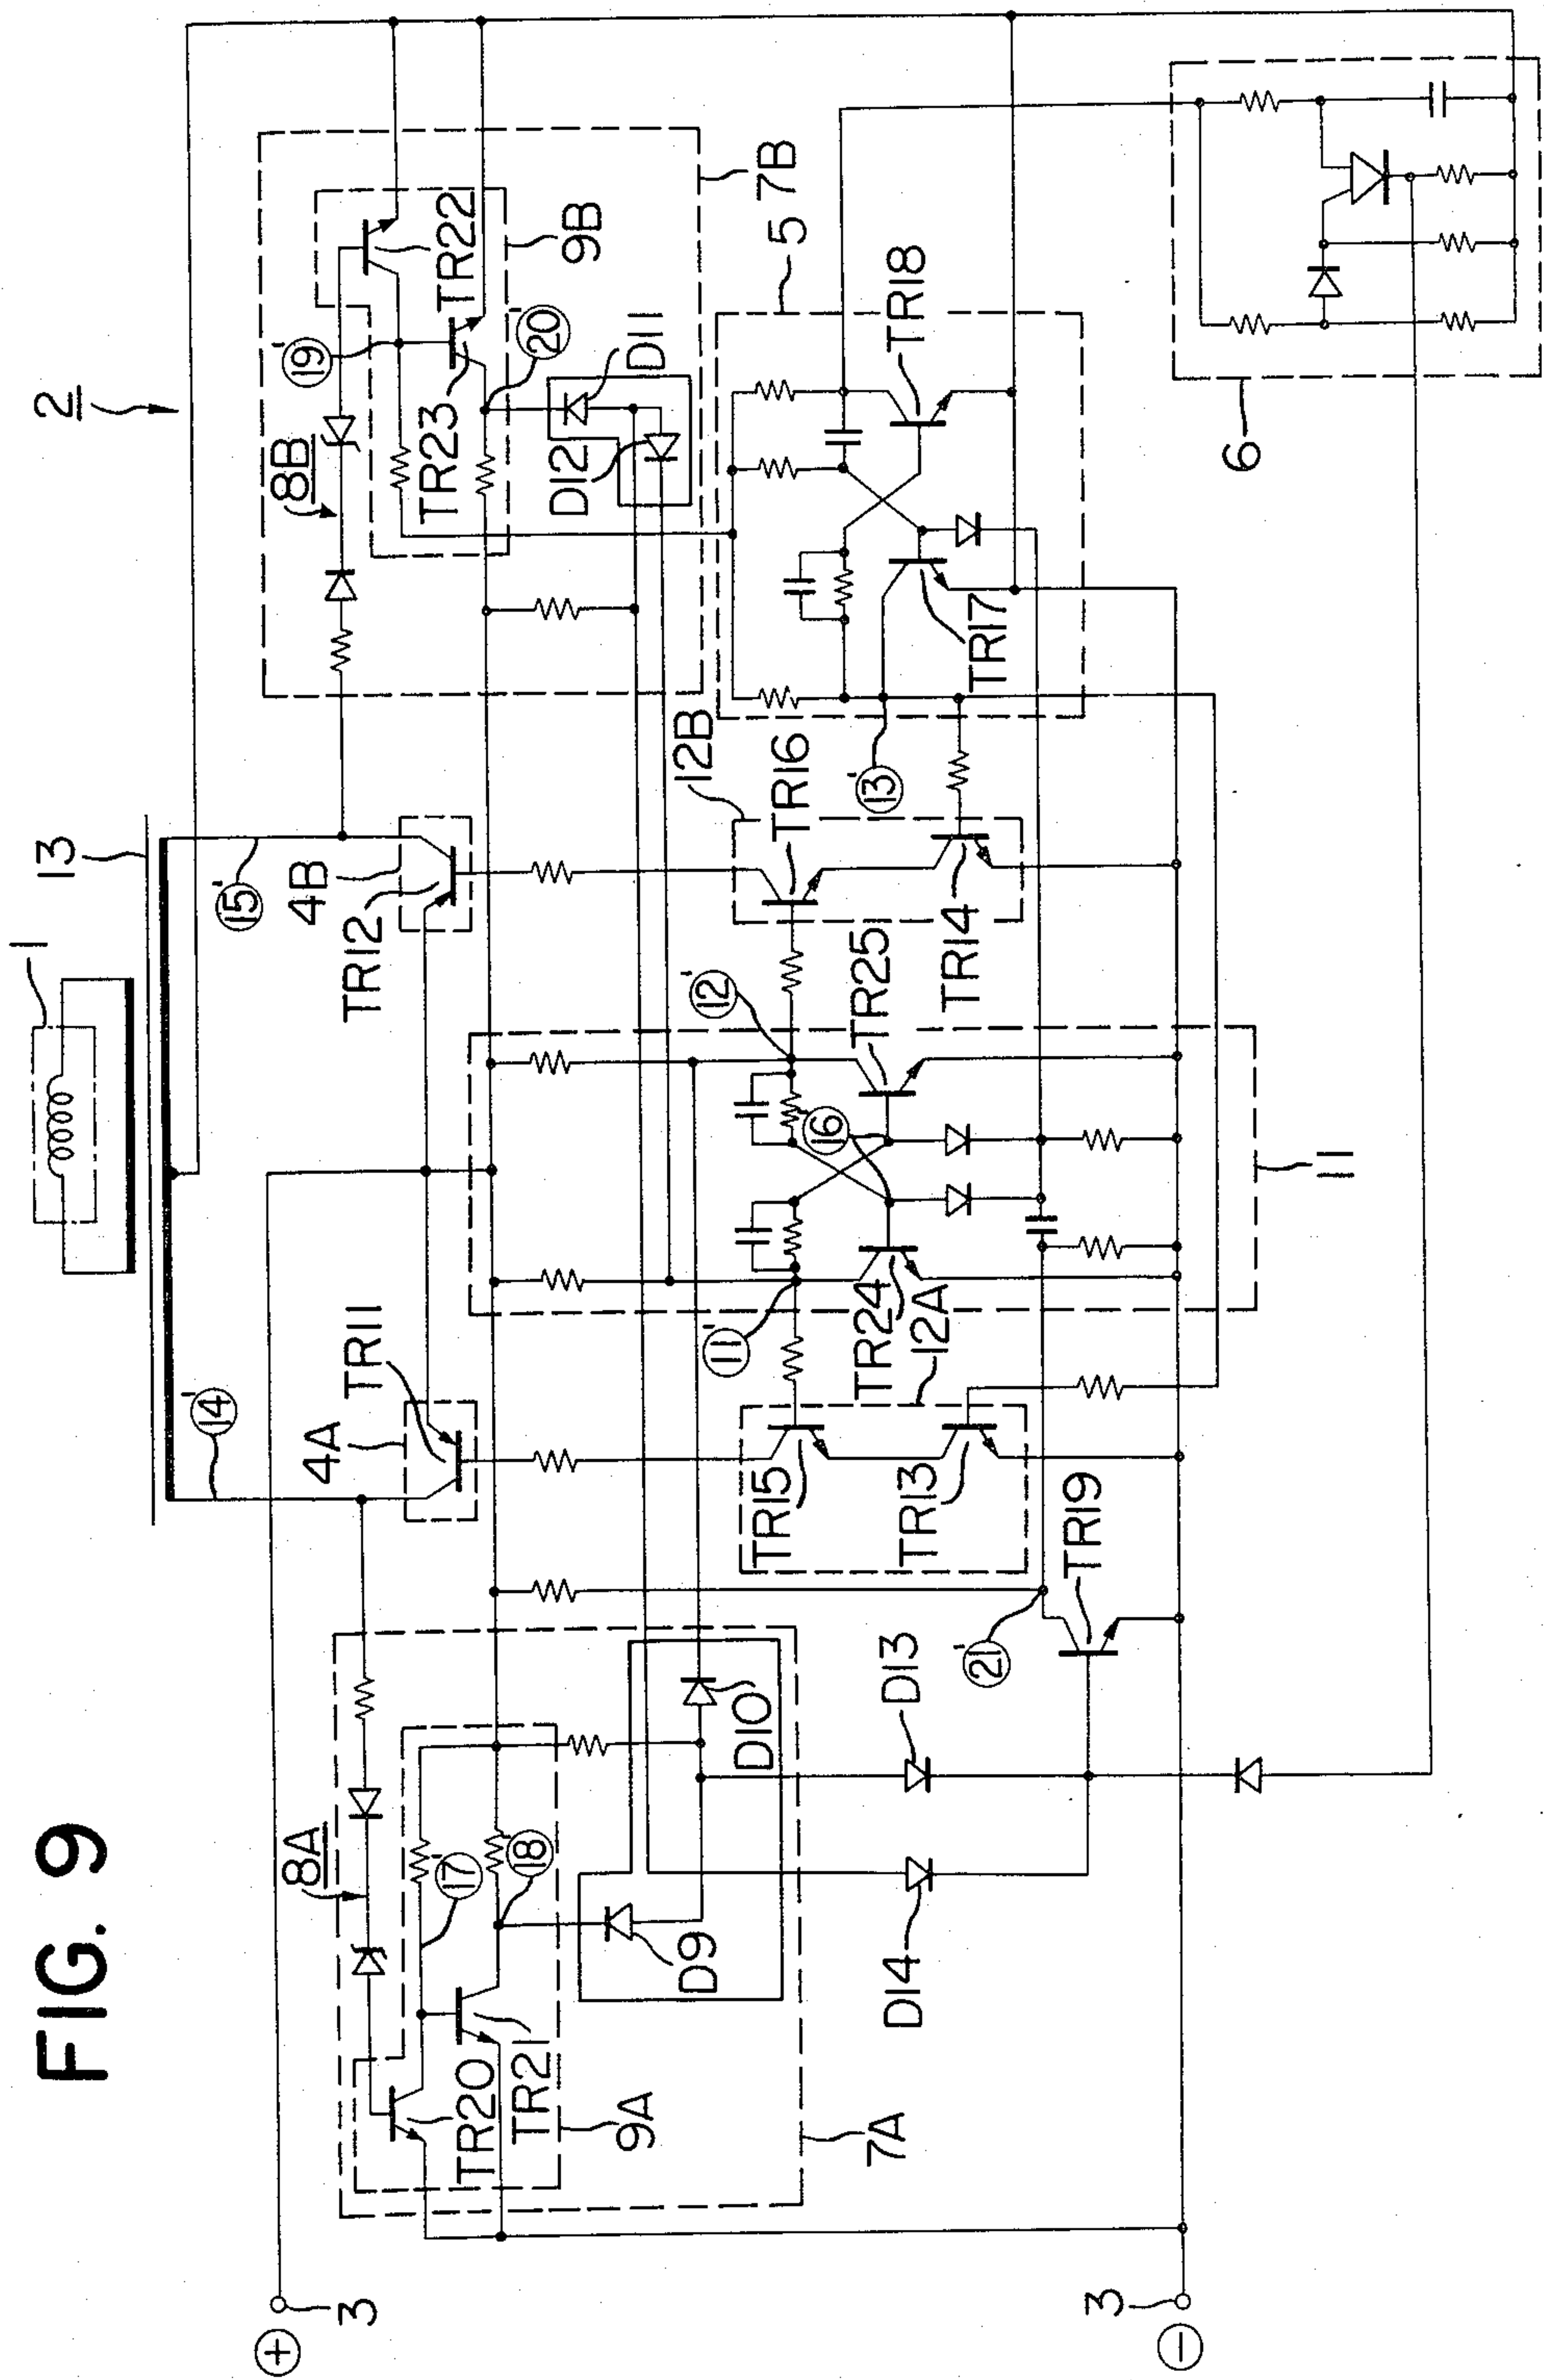 FIG. 9
2
1
13
15'
14'
4B
TR12
4A
TR11
8B
19'
TR22
9B
TR23
20'
D11
D12
7B
5
TR18
TR17
13'
12B
TR16
TR14
12'
TR25
16'
11
11'
TR24
12A
TR15
TR13
TR19
21'
8A
17'
18'
TR20
TR21
9A
7A
D9
D10
D13
D14
6
+
3
−
3